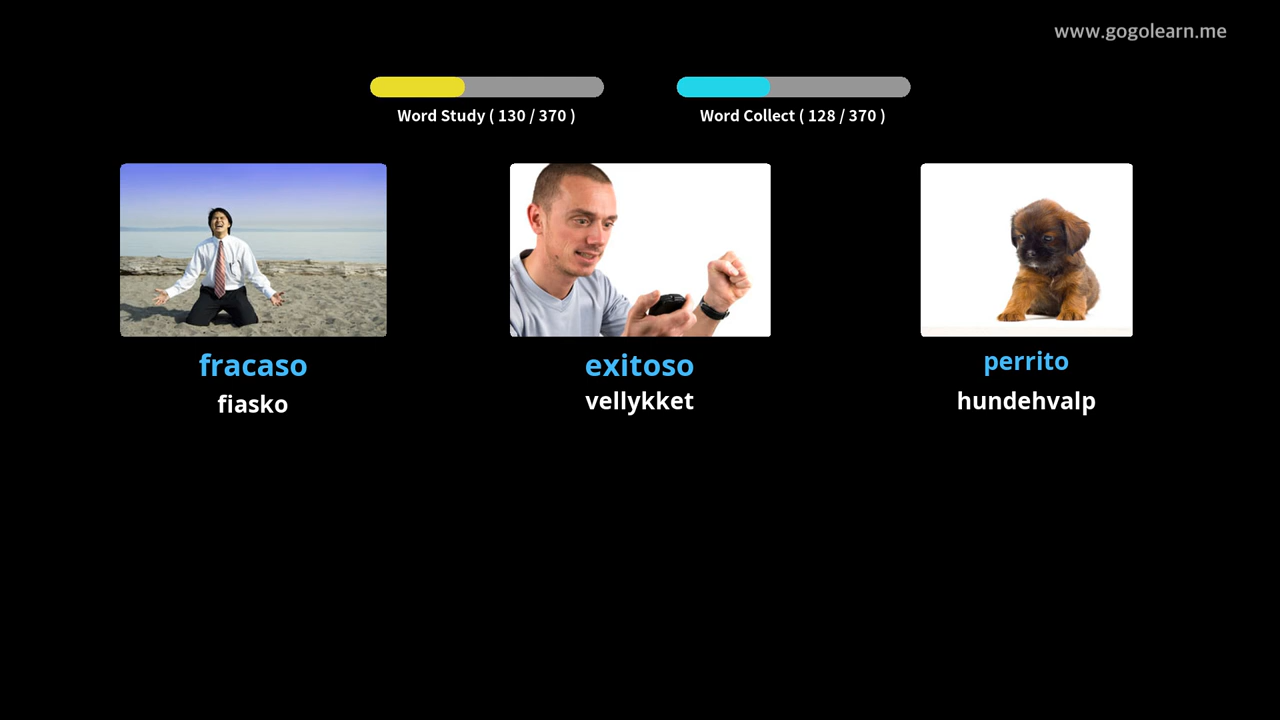 www.gogolearn.me
Word Study ( 130 / 370 )
Word Collect ( 128 / 370 )
fracaso
fiasko
exitoso
vellykket
perrito
hundehvalp